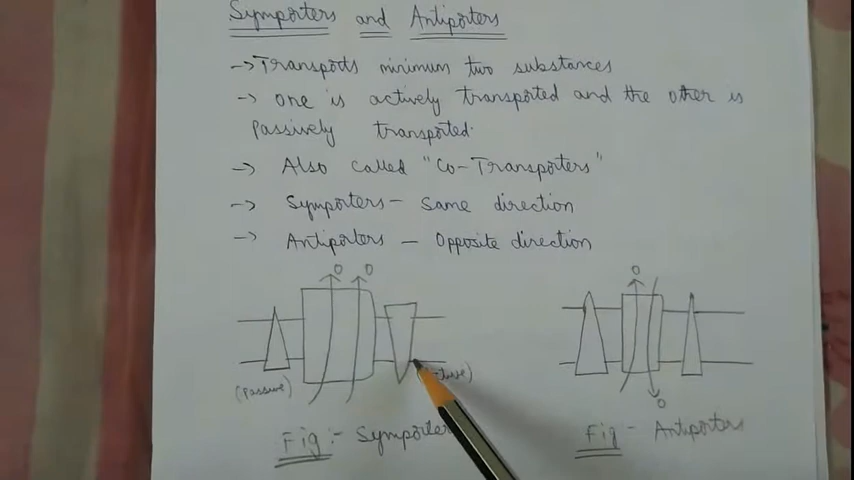 Symporters and Antiporters
→ Transports minimum two substances
→ One is actively transported and the other is
passively transported.
→ Also called "Co-Transporters"
→ Symporters - Same direction
→ Antiporters - Opposite direction
(Passive)
Fig :- Symporter
Fig - Antiporters